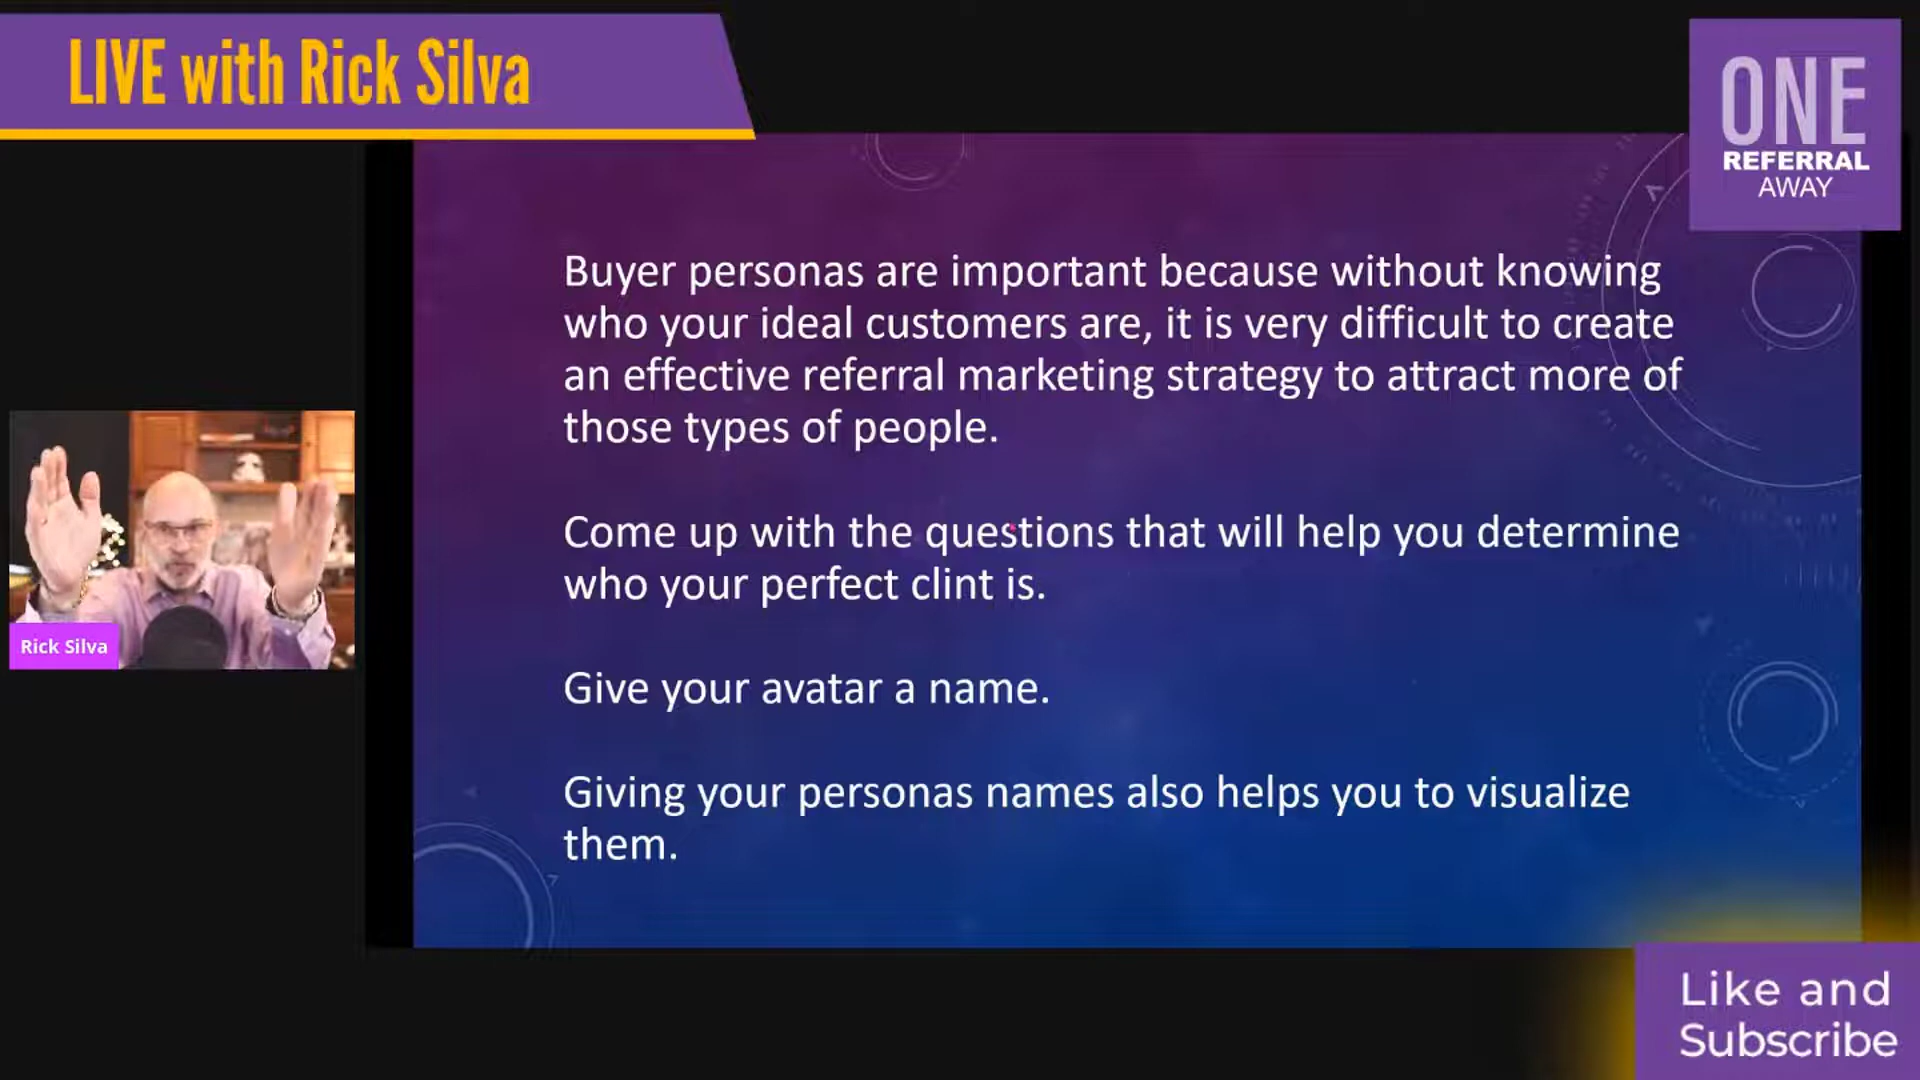 LIVE with Rick Silva
ONE
REFERRAL
AWAY
Buyer personas are important because without knowing
who your ideal customers are, it is very difficult to create
an effective referral marketing strategy to attract more of
those types of people.
Come up with the questions that will help you determine
who your perfect clint is.
Give your avatar a name.
Giving your personas names also helps you to visualize
them.
Rick Silva
Like and
Subscribe